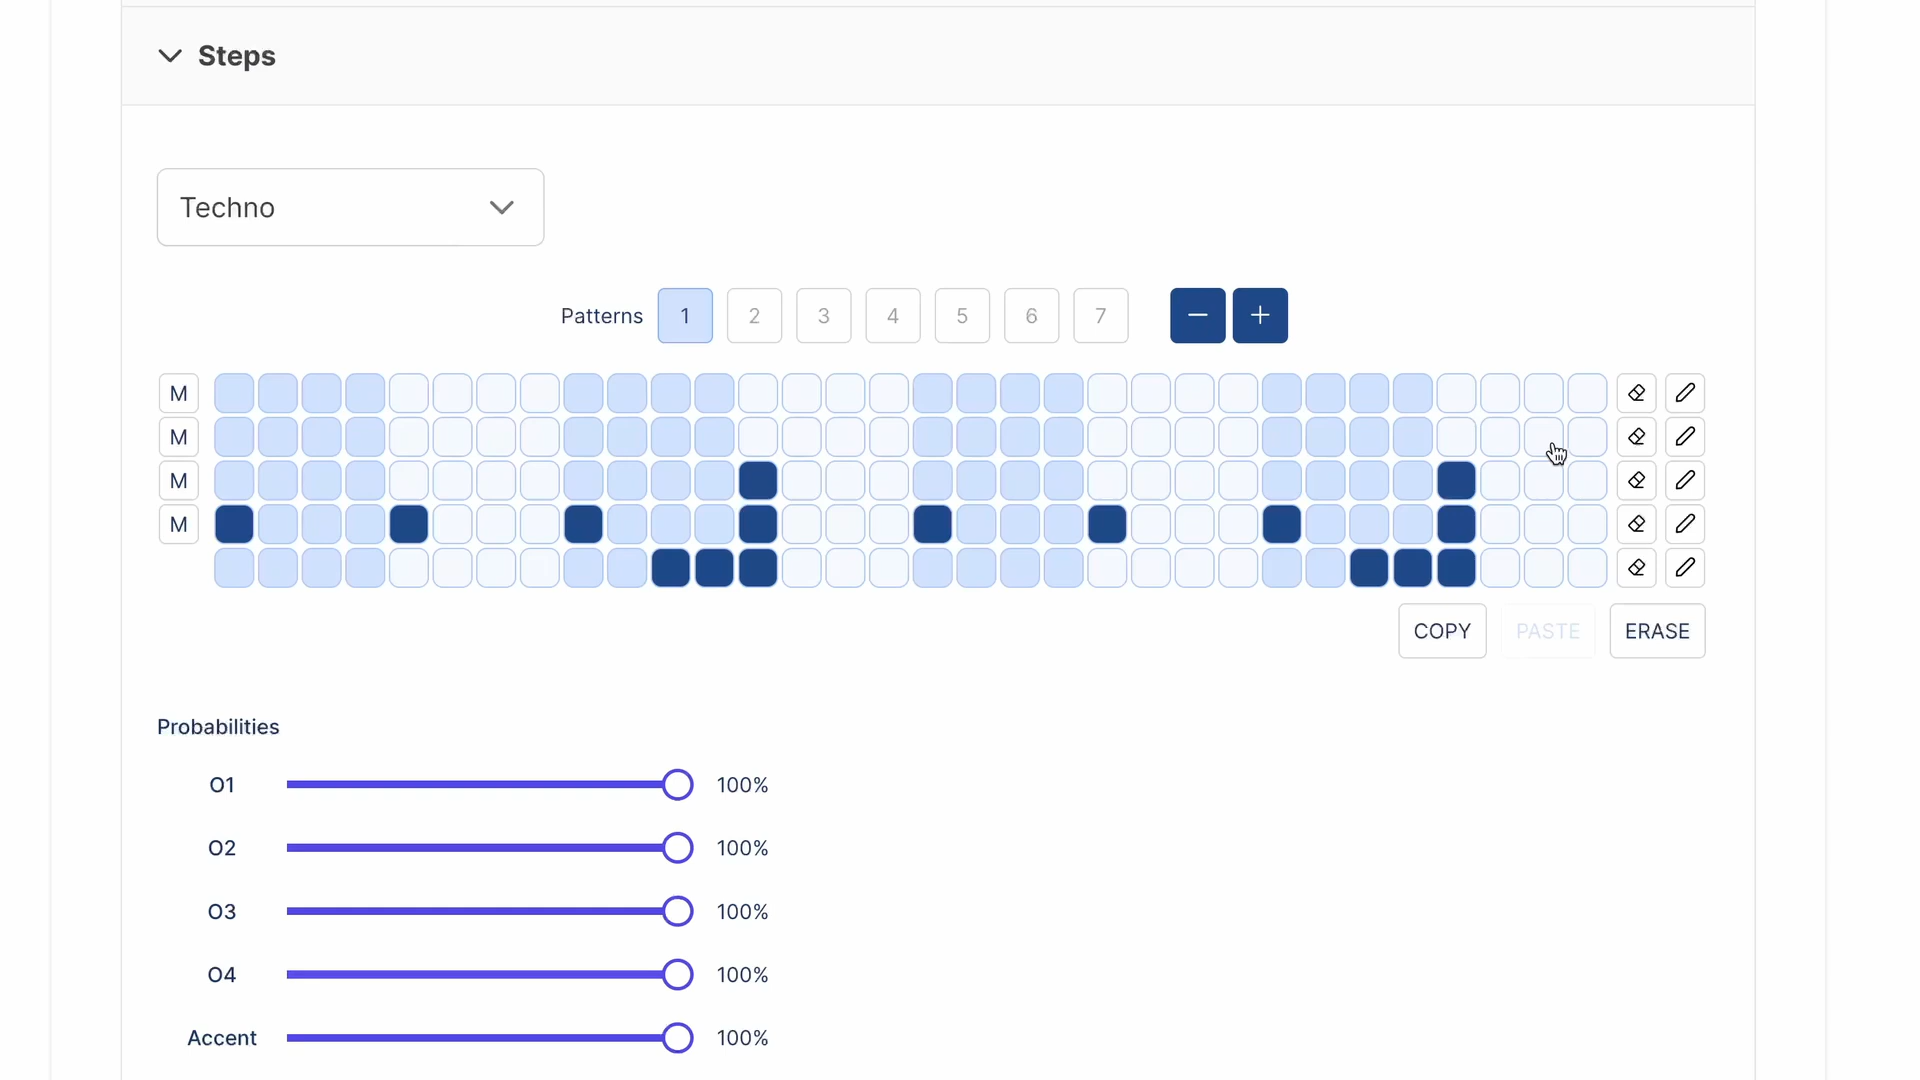 Steps
Techno
Patterns 1 2 3 4 5 6 7 − +
M
M
M
M
COPY PASTE ERASE
Probabilities
O1 100%
O2 100%
O3 100%
O4 100%
Accent 100%